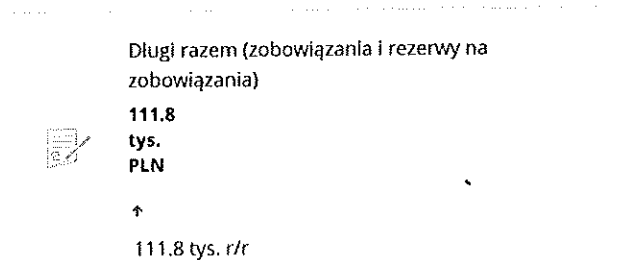 Długi razem (zobowiązania i rezerwy na
zobowiązania)
111.8
tys.
PLN
↑
111.8 tys. r/r